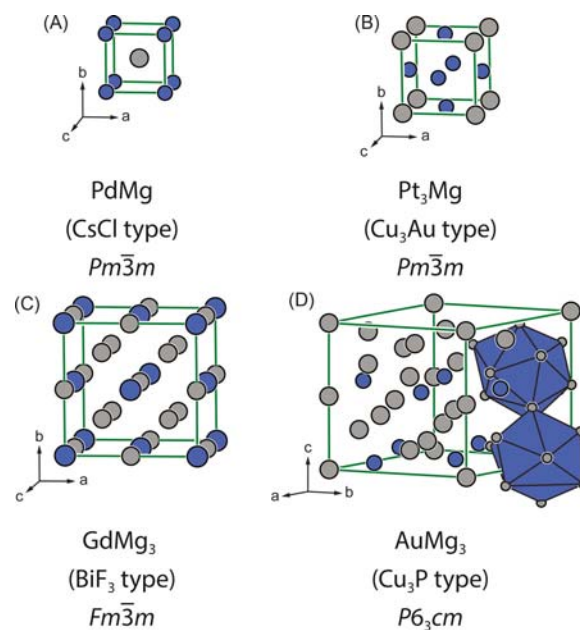 (A)
(B)
b
a
c
b
a
c
PdMg
(CsCl type)
Pm3̅m
Pt₃Mg
(Cu₃Au type)
Pm3̅m
(C)
(D)
b
a
c
c
a
b
GdMg₃
(BiF₃ type)
Fm3̅m
AuMg₃
(Cu₃P type)
P6₃cm